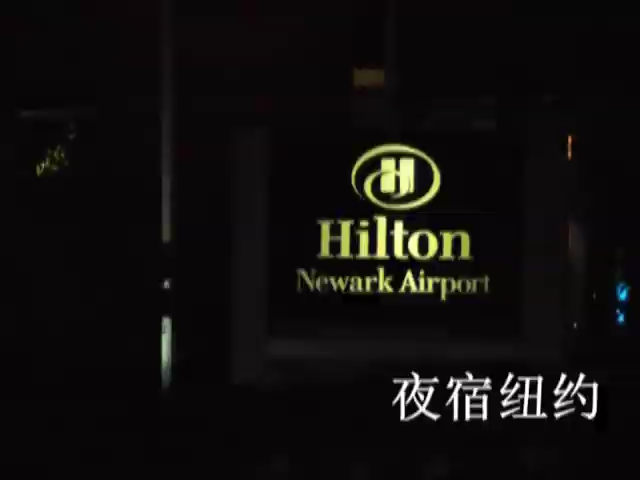 Hilton
Newark Airport
夜宿纽约